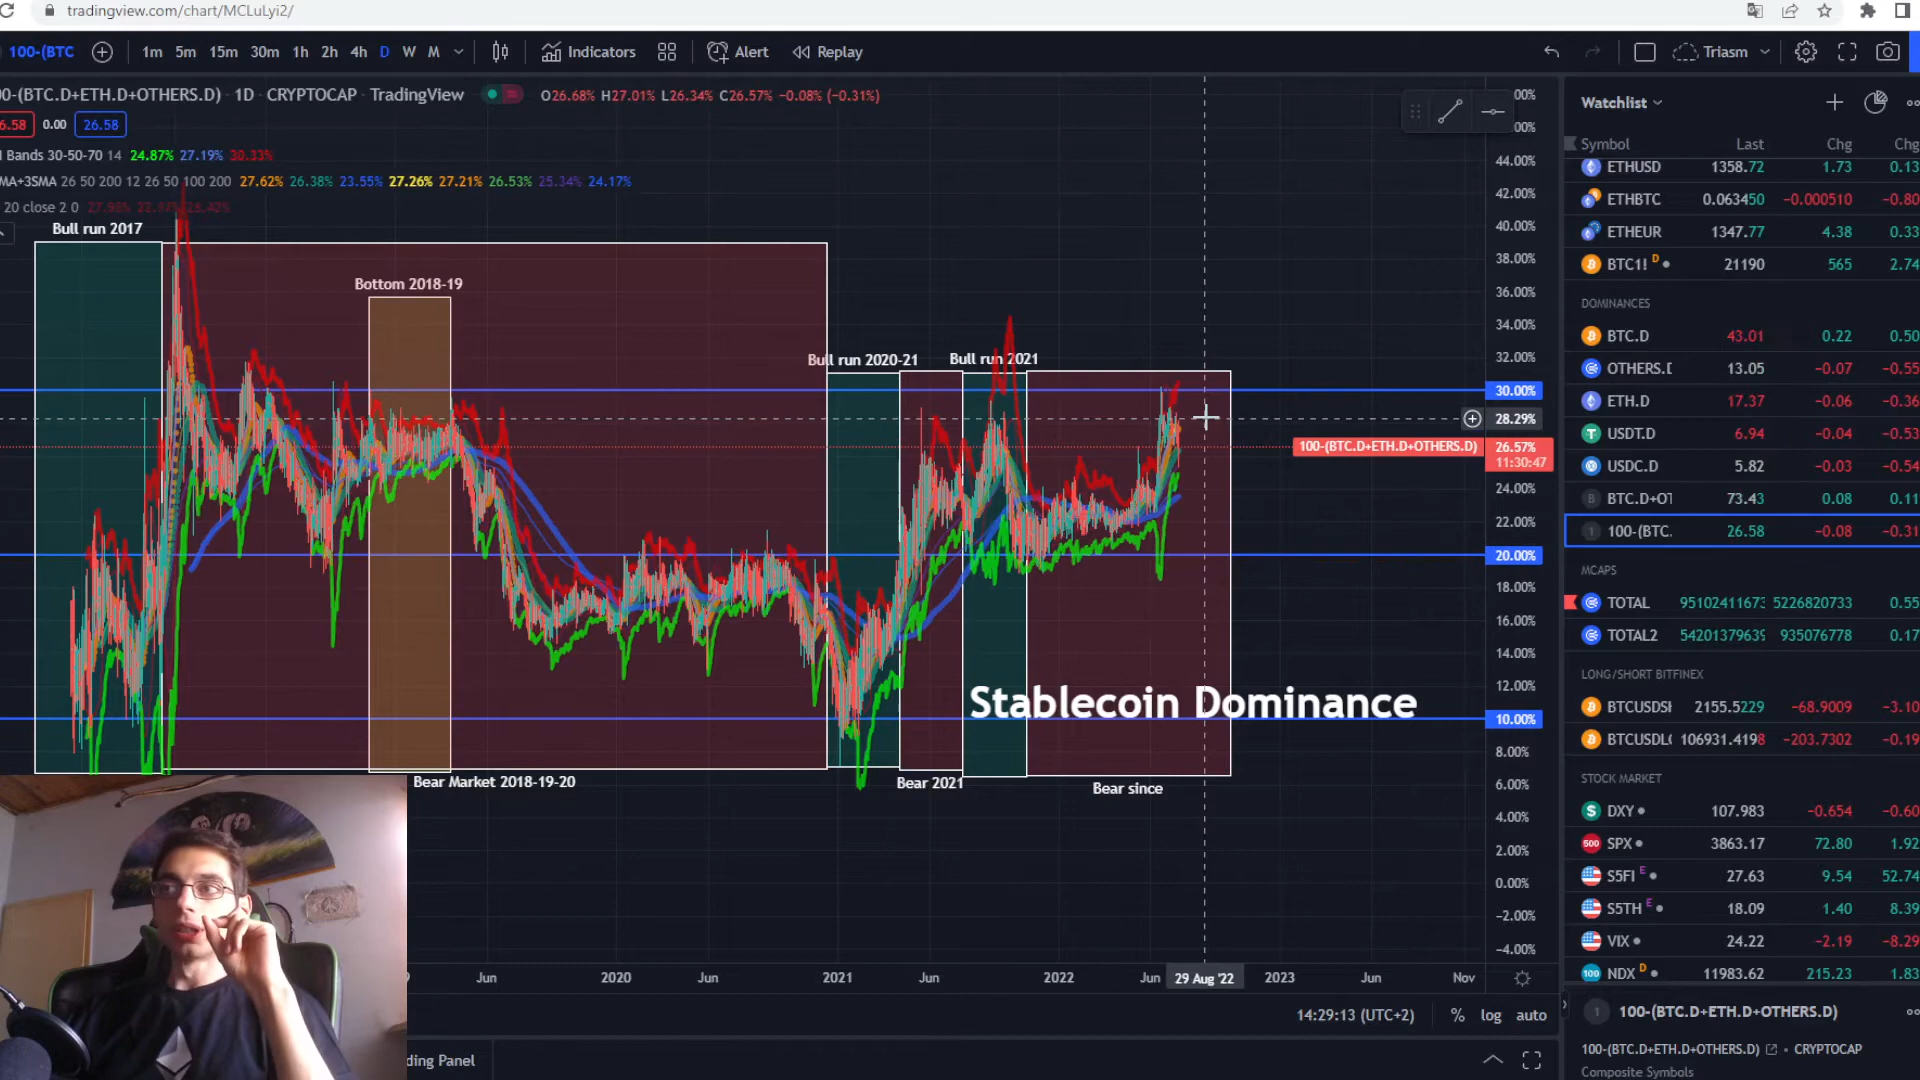 tradingview.com/chart/MCLuLyi2/
100-(BTC 1m 5m 15m 30m 1h 2h 4h D W M Indicators Alert Replay Triasm
0-(BTC.D+ETH.D+OTHERS.D) · 1D · CRYPTOCAP · TradingView O26.68% H27.01% L26.34% C26.57% −0.08% (−0.31%)
6.58 0.00 26.58
I Bands 30-50-70 14 24.87% 27.19% 30.33%
MA+3SMA 26 50 200 12 26 50 100 200 27.62% 26.38% 23.55% 27.26% 27.21% 26.53% 25.34% 24.17%
20 close 2 0
Bull run 2017
Bottom 2018-19
Bull run 2020-21
Bull run 2021
Stablecoin Dominance
Bear Market 2018-19-20
Bear 2021
Bear since
44.00%
42.00%
40.00%
38.00%
36.00%
34.00%
32.00%
30.00%
28.29%
100-(BTC.D+ETH.D+OTHERS.D) 26.57%
11:30:47
24.00%
22.00%
20.00%
18.00%
16.00%
14.00%
12.00%
10.00%
8.00%
6.00%
4.00%
2.00%
0.00%
−2.00%
−4.00%
Jun 2020 Jun 2021 Jun 2022 Jun 29 Aug '22 2023 Jun Nov
14:29:13 (UTC+2) % log auto
ding Panel
Watchlist
Symbol Last Chg Chg
ETHUSD 1358.72 1.73 0.13
ETHBTC 0.063450 −0.000510 −0.80
ETHEUR 1347.77 4.38 0.33
BTC1! D 21190 565 2.74
DOMINANCES
BTC.D 43.01 0.22 0.50
OTHERS.D 13.05 −0.07 −0.55
ETH.D 17.37 −0.06 −0.36
USDT.D 6.94 −0.04 −0.53
USDC.D 5.82 −0.03 −0.54
B BTC.D+OT 73.43 0.08 0.11
1 100-(BTC. 26.58 −0.08 −0.31
MCAPS
TOTAL 95102411673 5226820733 0.55
TOTAL2 54201379639 935076778 0.17
LONG/SHORT BITFINEX
BTCUSDSH 2155.5229 −68.9009 −3.10
BTCUSDLO 106931.4198 −203.7302 −0.19
STOCK MARKET
DXY 107.983 −0.654 −0.60
500 SPX 3863.17 72.80 1.92
S5FI E 27.63 9.54 52.74
S5TH E 18.09 1.40 8.39
VIX 24.22 −2.19 −8.29
100 NDX D 11983.62 215.23 1.83
1 100-(BTC.D+ETH.D+OTHERS.D)
100-(BTC.D+ETH.D+OTHERS.D) • CRYPTOCAP
Composite Symbols